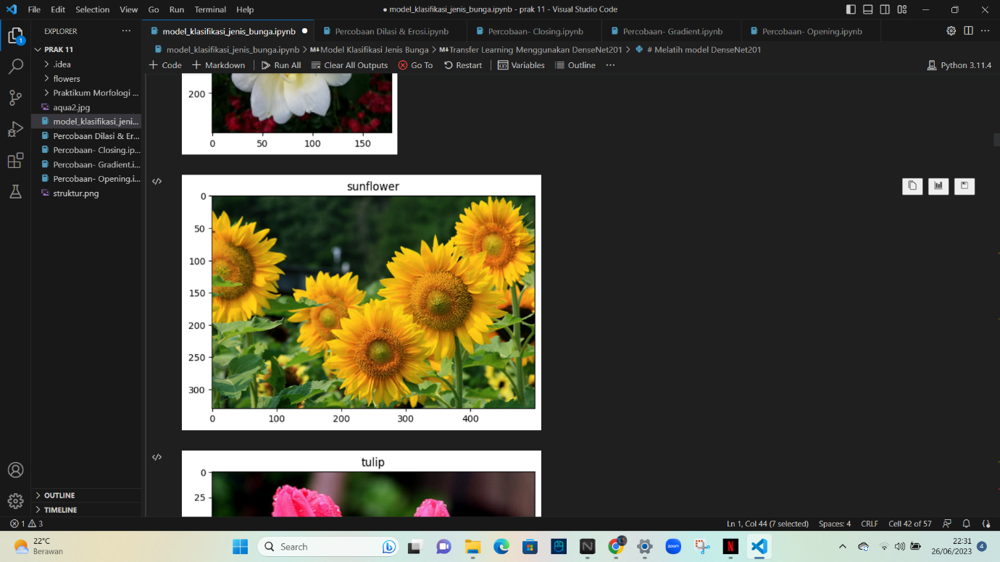 File Edit Selection View Go Run Terminal Help
● model_klasifikasi_jenis_bunga.ipynb - prak 11 - Visual Studio Code
EXPLORER
model_klasifikasi_jenis_bunga.ipynb ● Percobaan Dilasi & Erosi.ipynb Percobaan- Closing.ipynb Percobaan- Gradient.ipynb Percobaan- Opening.ipynb
model_klasifikasi_jenis_bunga.ipynb > M↓Model Klasifikasi Jenis Bunga > M↓Transfer Learning Menggunakan DenseNet201 > # Melatih model DenseNet201
+ Code + Markdown Run All Clear All Outputs Go To Restart Variables Outline ... Python 3.11.4
1
PRAK 11
.idea
flowers
Praktikum Morfologi ...
aqua2.jpg
model_klasifikasi_jeni...
Percobaan Dilasi & Er...
Percobaan- Closing.ip...
Percobaan- Gradient.i...
Percobaan- Opening.i...
struktur.png
200
0 50 100 150
sunflower
0
50
100
150
200
250
300
0 100 200 300 400
tulip
0
25
OUTLINE
TIMELINE
1 3
Ln 1, Col 44 (7 selected) Spaces: 4 CRLF Cell 42 of 57
22°C
Berawan
Search
zoom
22:31
26/06/2023
4